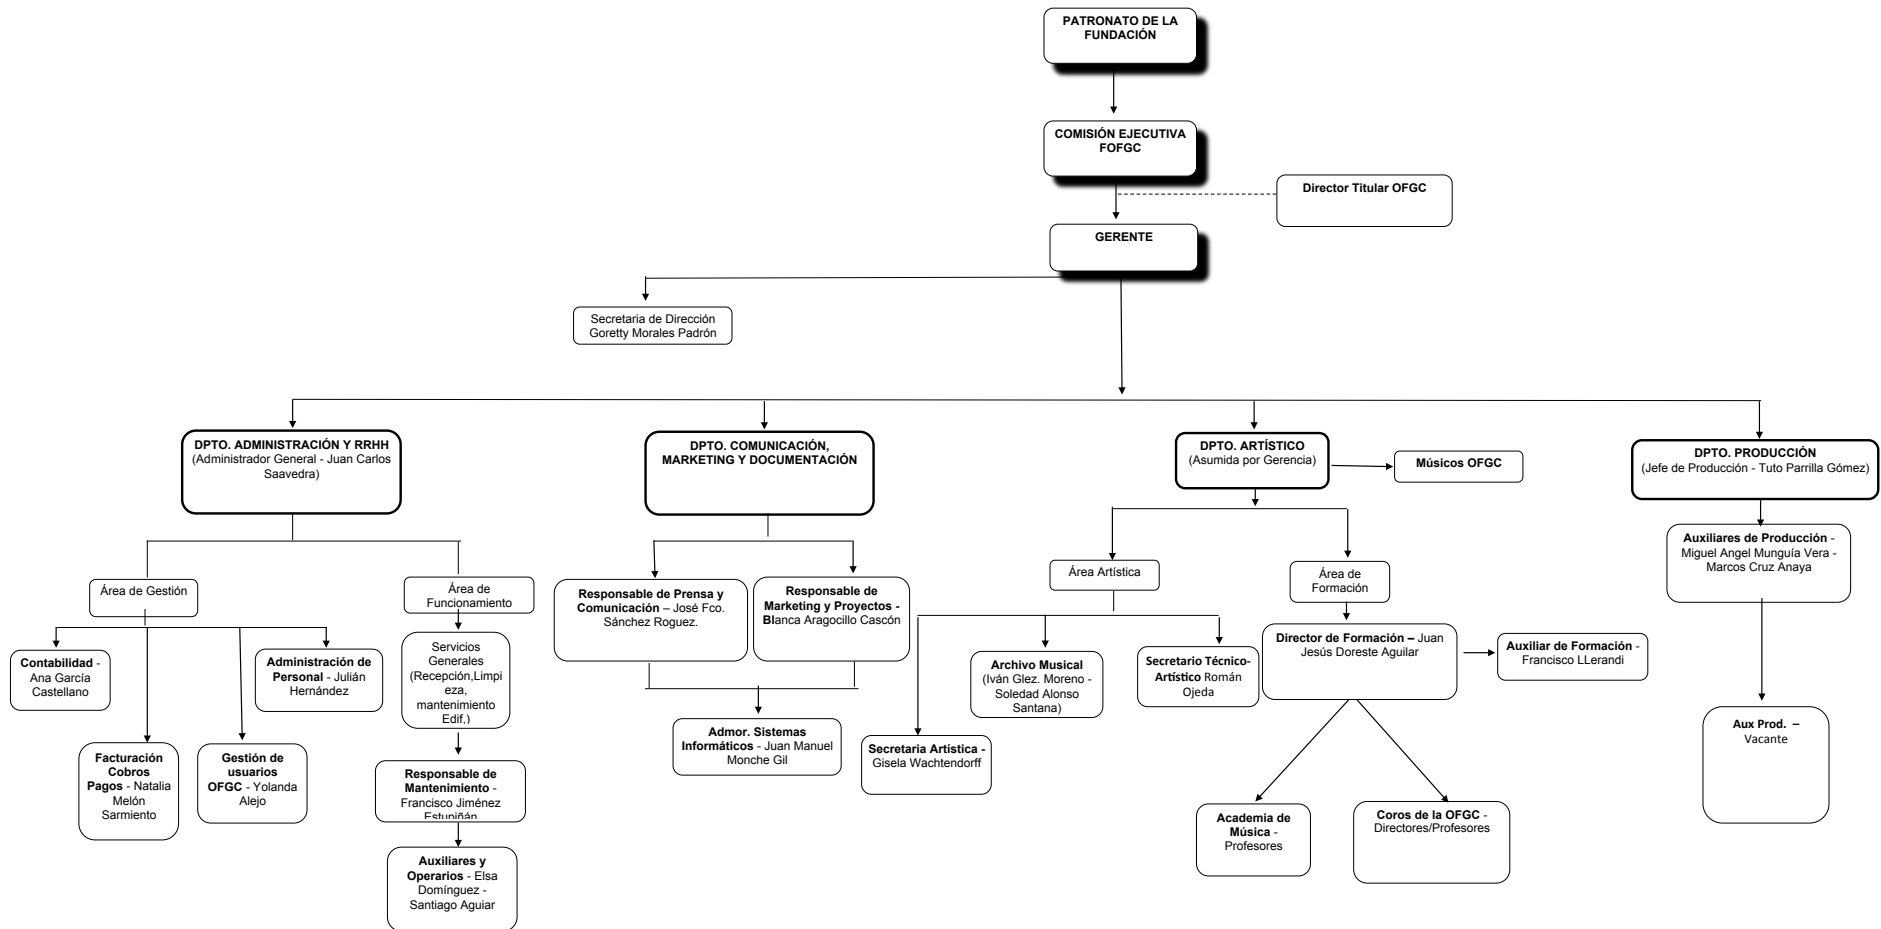 PATRONATO DE LA
FUNDACIÓN
COMISIÓN EJECUTIVA
FOFGC
Director Titular OFGC
GERENTE
Secretaria de Dirección
Goretty Morales Padrón
DPTO. ADMINISTRACIÓN Y RRHH
(Administrador General - Juan Carlos
Saavedra)
DPTO. COMUNICACIÓN,
MARKETING Y DOCUMENTACIÓN
DPTO. ARTÍSTICO
(Asumida por Gerencia)
Músicos OFGC
DPTO. PRODUCCIÓN
(Jefe de Producción - Tuto Parrilla Gómez)
Área de Gestión
Área de
Funcionamiento
Responsable de Prensa y
Comunicación – José Fco.
Sánchez Roguez.
Responsable de
Marketing y Proyectos -
Blanca Aragocillo Cascón
Área Artística
Área de
Formación
Auxiliares de Producción -
Miguel Angel Munguía Vera -
Marcos Cruz Anaya
Contabilidad -
Ana García
Castellano
Administración de
Personal - Julián
Hernández
Servicios
Generales
(Recepción,Limpi
eza,
mantenimiento
Edif.)
Archivo Musical
(Iván Glez. Moreno -
Soledad Alonso
Santana)
Secretario Técnico-
Artístico Román
Ojeda
Director de Formación – Juan
Jesús Doreste Aguilar
Auxiliar de Formación -
Francisco LLerandi
Facturación
Cobros
Pagos - Natalia
Melón
Sarmiento
Gestión de
usuarios
OFGC - Yolanda
Alejo
Responsable de
Mantenimiento -
Francisco Jiménez
Estupiñán
Admor. Sistemas
Informáticos - Juan Manuel
Monche Gil
Secretaria Artística -
Gisela Wachtendorff
Aux Prod. –
Vacante
Academia de
Música -
Profesores
Coros de la OFGC -
Directores/Profesores
Auxiliares y
Operarios - Elsa
Domínguez -
Santiago Aguiar